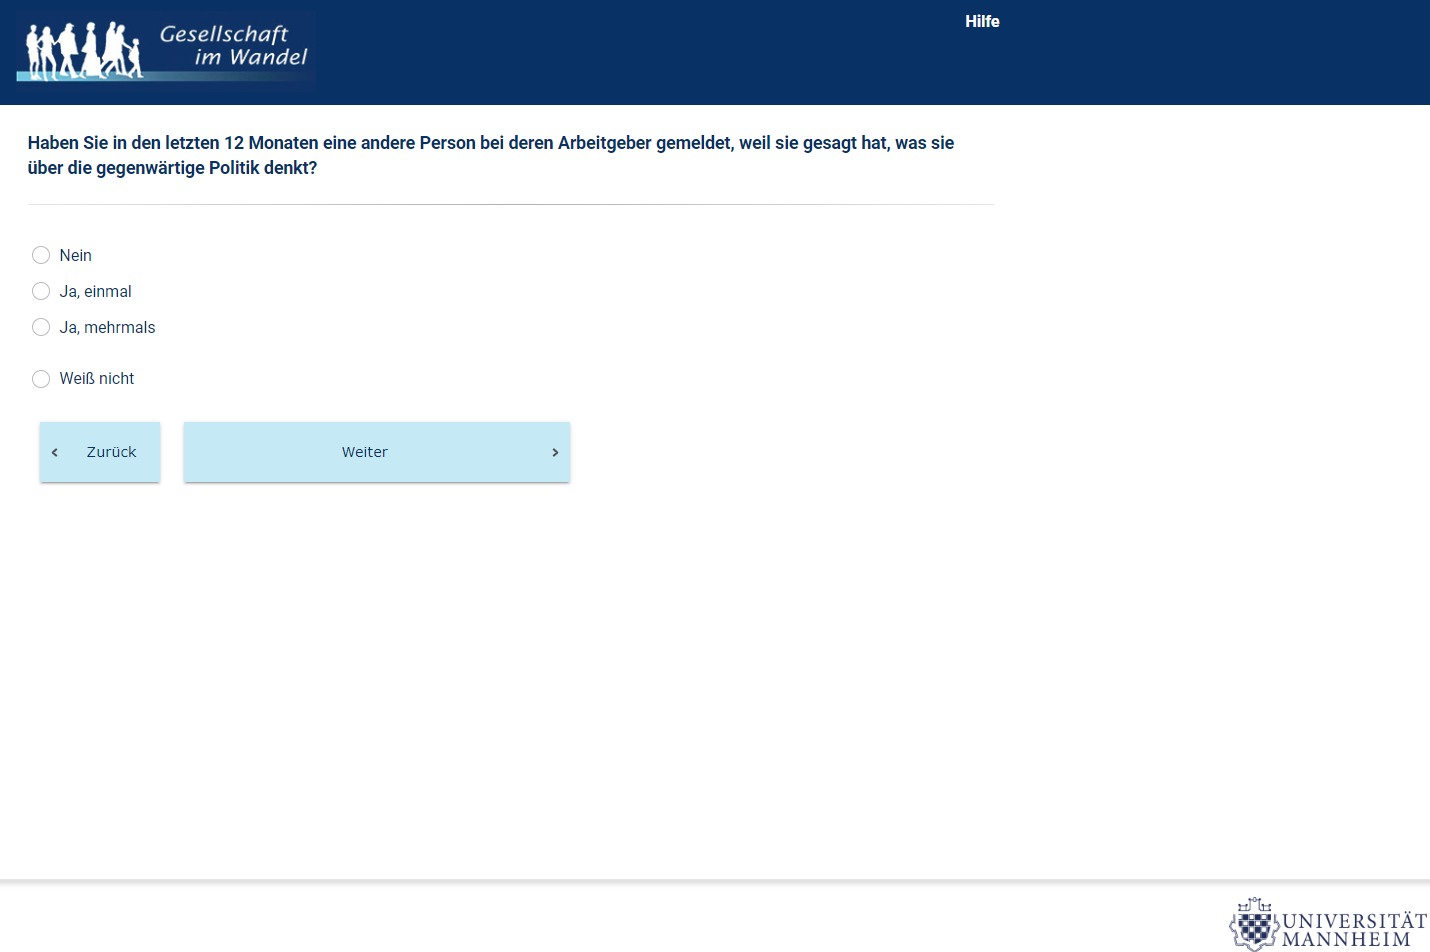 Gesellschaft
im Wandel
Hilfe
Haben Sie in den letzten 12 Monaten eine andere Person bei deren Arbeitgeber gemeldet, weil sie gesagt hat, was sie
über die gegenwärtige Politik denkt?
Nein
Ja, einmal
Ja, mehrmals
Weiß nicht
Zurück
Weiter
UNIVERSITÄT
MANNHEIM